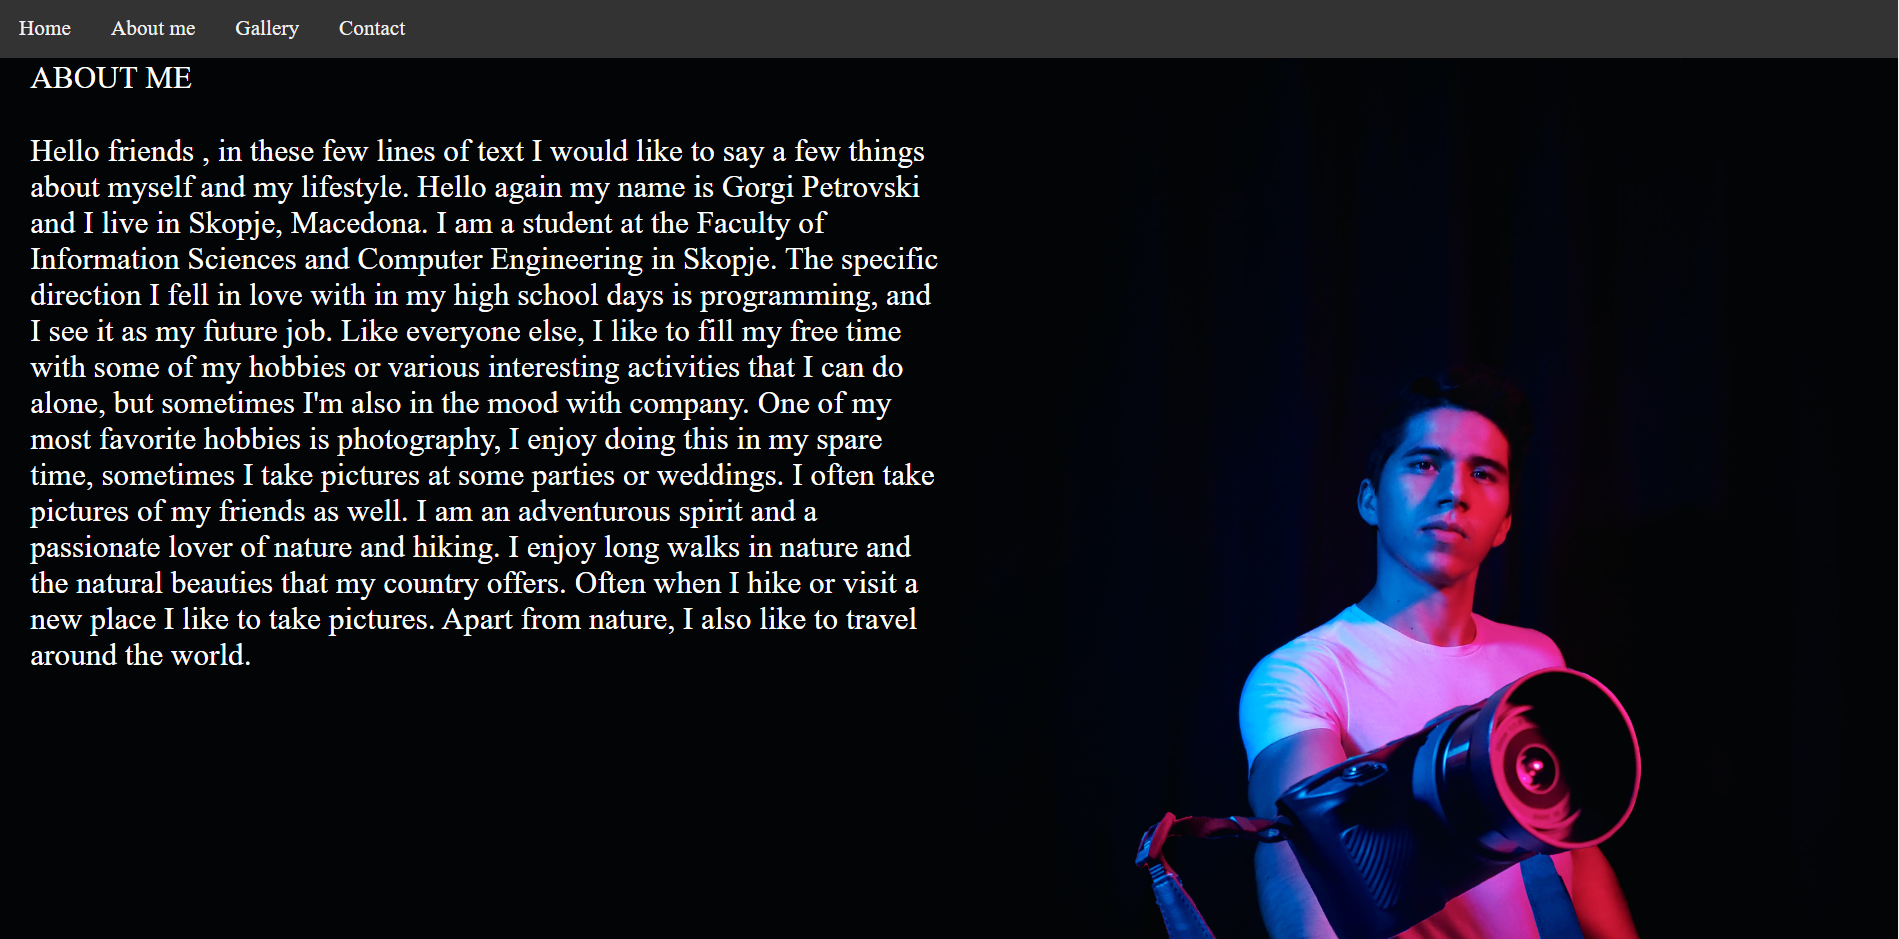 Home About me Gallery Contact
ABOUT ME
Hello friends , in these few lines of text I would like to say a few things
about myself and my lifestyle. Hello again my name is Gorgi Petrovski
and I live in Skopje, Macedona. I am a student at the Faculty of
Information Sciences and Computer Engineering in Skopje. The specific
direction I fell in love with in my high school days is programming, and
I see it as my future job. Like everyone else, I like to fill my free time
with some of my hobbies or various interesting activities that I can do
alone, but sometimes I'm also in the mood with company. One of my
most favorite hobbies is photography, I enjoy doing this in my spare
time, sometimes I take pictures at some parties or weddings. I often take
pictures of my friends as well. I am an adventurous spirit and a
passionate lover of nature and hiking. I enjoy long walks in nature and
the natural beauties that my country offers. Often when I hike or visit a
new place I like to take pictures. Apart from nature, I also like to travel
around the world.